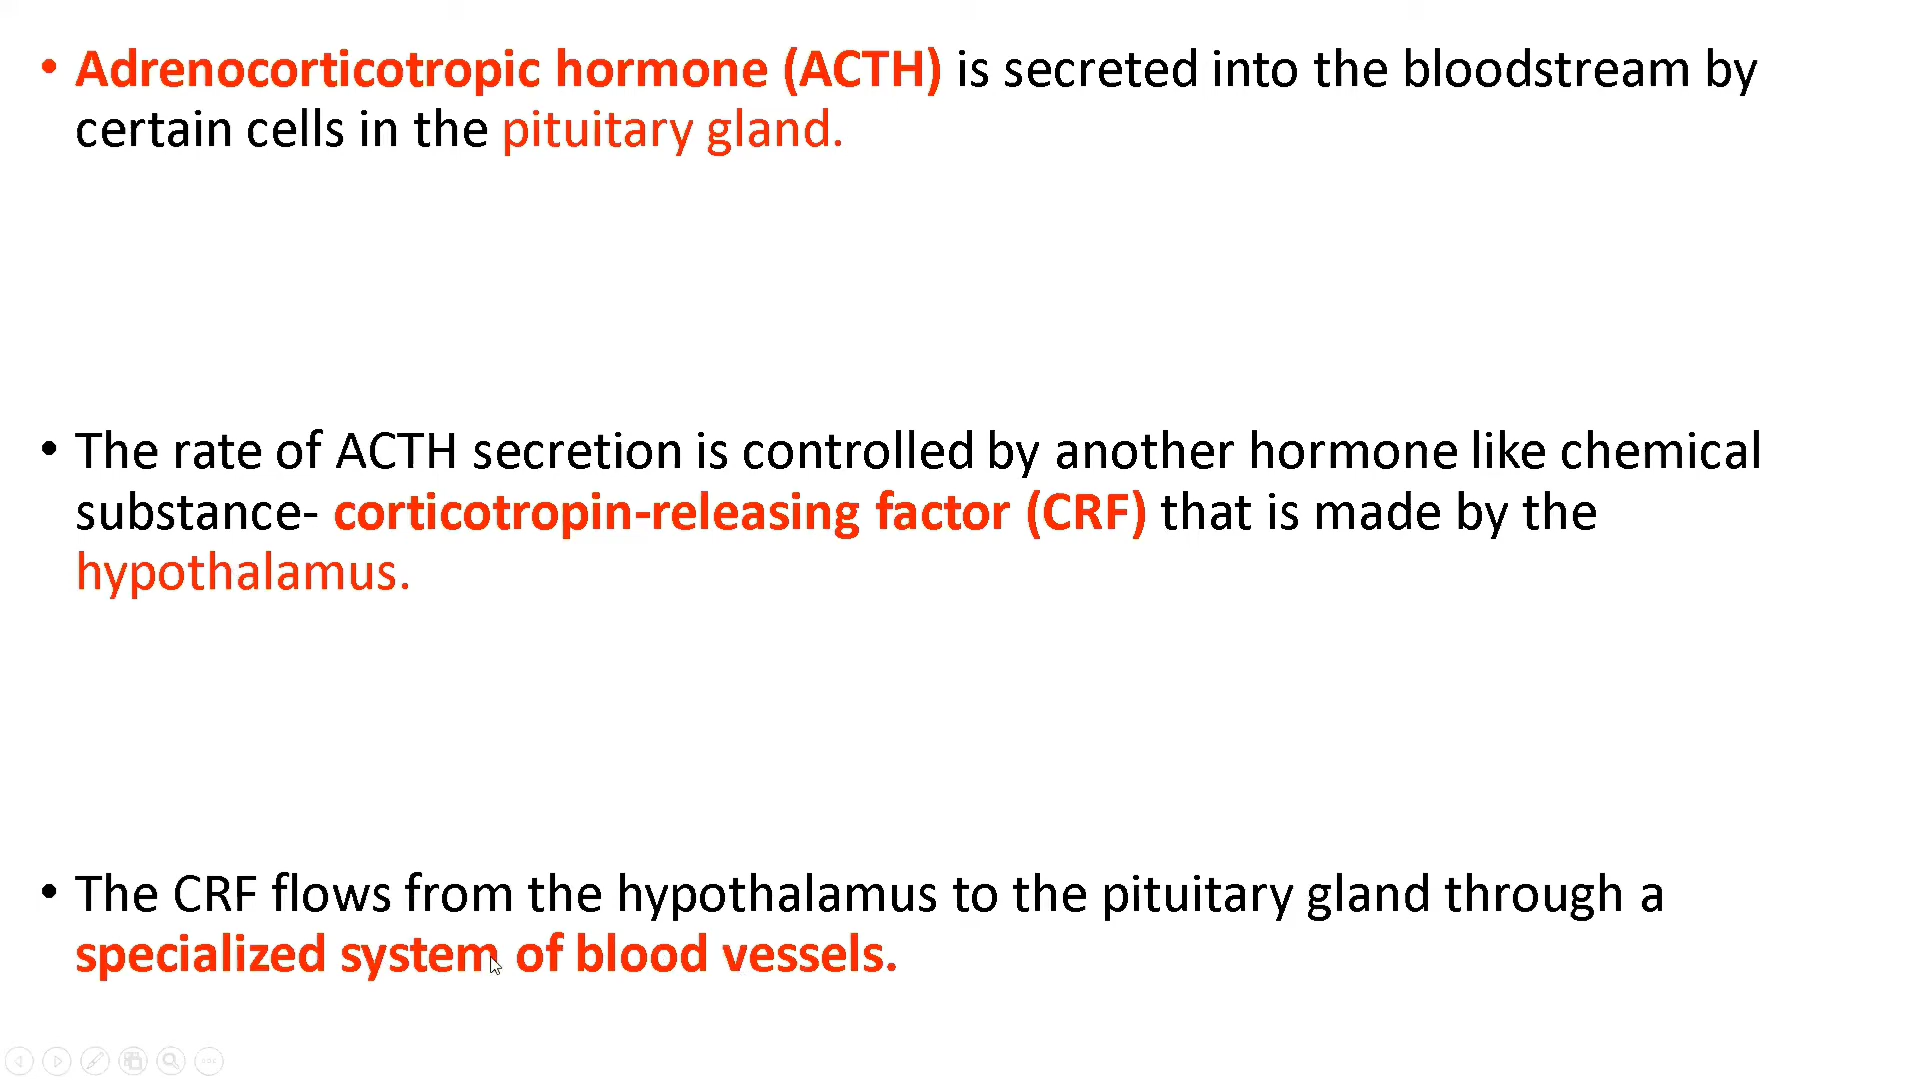 • Adrenocorticotropic hormone (ACTH) is secreted into the bloodstream by
certain cells in the pituitary gland.
• The rate of ACTH secretion is controlled by another hormone like chemical
substance- corticotropin-releasing factor (CRF) that is made by the
hypothalamus.
• The CRF flows from the hypothalamus to the pituitary gland through a
specialized system of blood vessels.